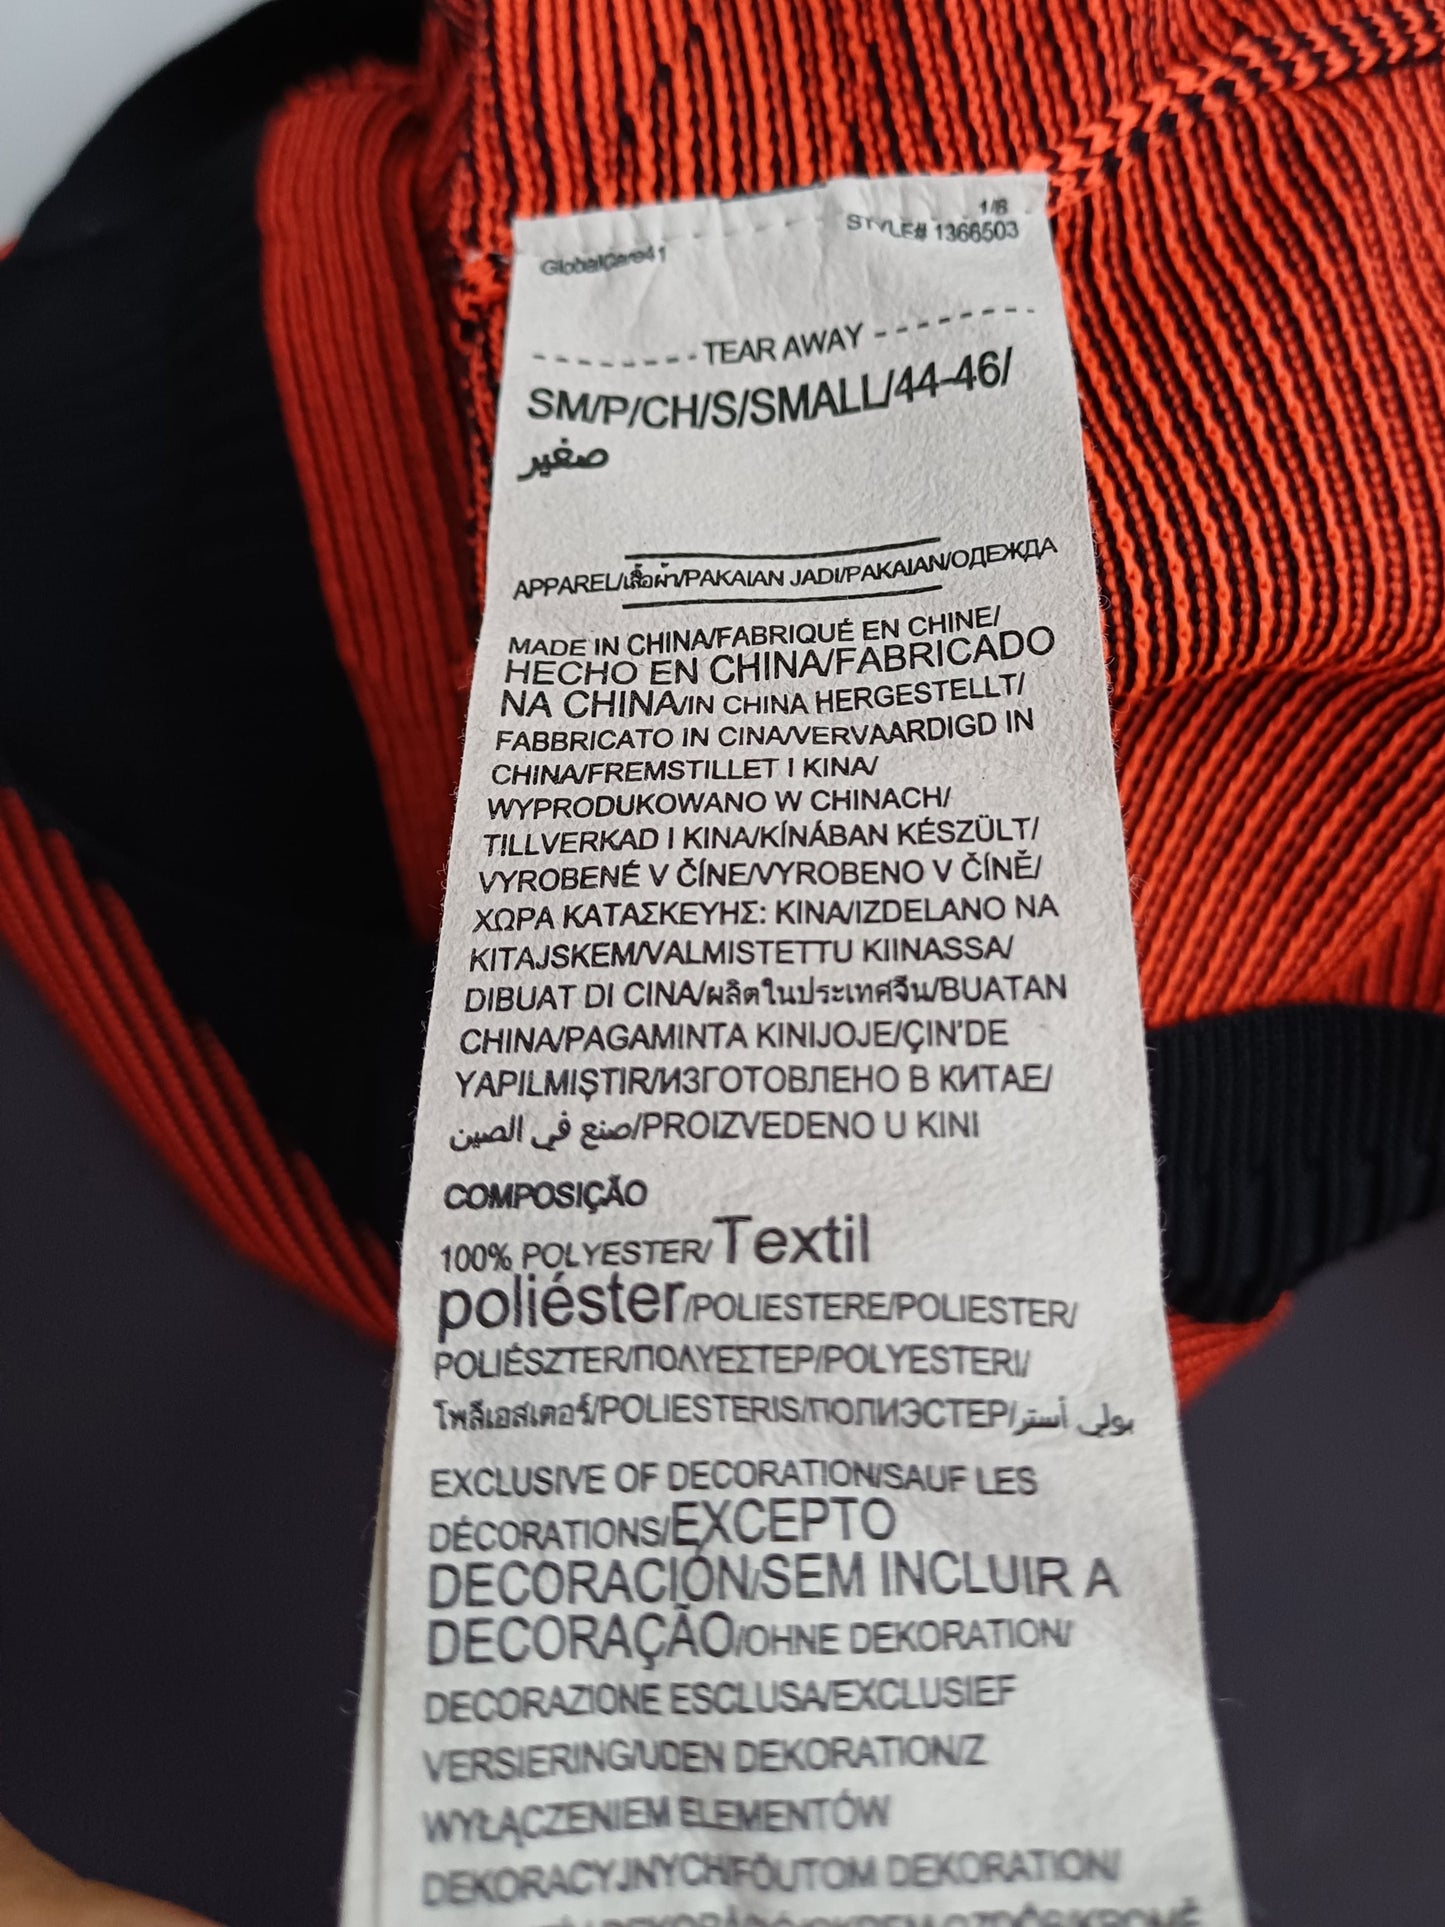 1/8
GlobalCare41 STYLE# 1366503
TEAR AWAY
SM/P/CH/S/SMALL/44-46/
صغير
APPAREL/เสื้อผ้า/PAKAIAN JADI/PAKAIAN/ОДЕЖДА
MADE IN CHINA/FABRIQUÉ EN CHINE/
HECHO EN CHINA/FABRICADO
NA CHINA/IN CHINA HERGESTELLT/
FABBRICATO IN CINA/VERVAARDIGD IN
CHINA/FREMSTILLET I KINA/
WYPRODUKOWANO W CHINACH/
TILLVERKAD I KINA/KÍNÁBAN KÉSZÜLT/
VYROBENÉ V ČÍNE/VYROBENO V ČÍNĚ/
ΧΩΡΑ ΚΑΤΑΣΚΕΥΗΣ: ΚΙΝΑ/IZDELANO NA
KITAJSKEM/VALMISTETTU KIINASSA/
DIBUAT DI CINA/ผลิตในประเทศจีน/BUATAN
CHINA/PAGAMINTA KINIJOJE/ÇIN'DE
YAPILMIŞTIR/ИЗГОТОВЛЕНО В КИТАЕ/
صنع في الصين/PROIZVEDENO U KINI
COMPOSIÇÃO
100% POLYESTER/Textil
poliéster/POLIESTERE/POLIESTER/
POLIÉSZTER/ΠΟΛΥΕΣΤΕΡ/POLYESTERI/
โพลีเอสเตอร์/POLIESTERIS/ПОЛИЭСТЕР/بولي أستر
EXCLUSIVE OF DECORATION/SAUF LES
DÉCORATIONS/EXCEPTO
DECORACIÓN/SEM INCLUIR A
DECORAÇÃO/OHNE DEKORATION/
DECORAZIONE ESCLUSA/EXCLUSIEF
VERSIERING/UDEN DEKORATION/Z
WYŁĄCZENIEM ELEMENTÓW
DEKORACYJNYCH/FÖUTOM DEKORATION/